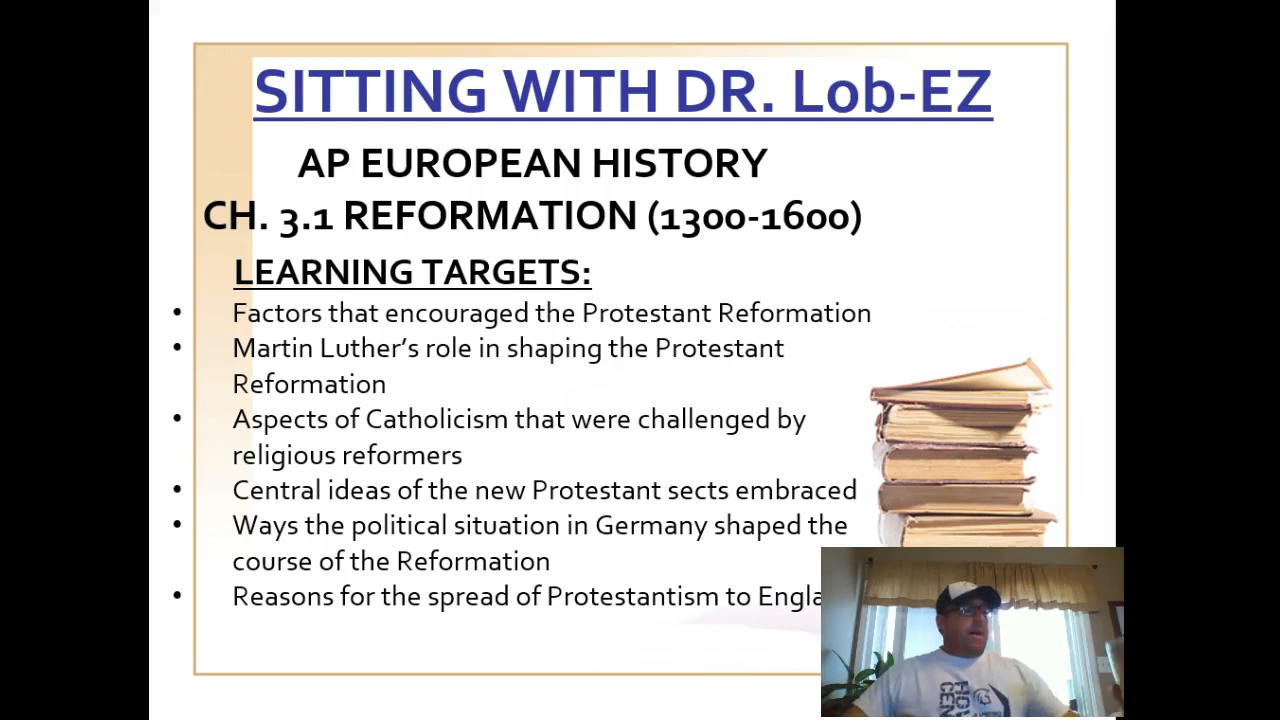 SITTING WITH DR. Lob-EZ
AP EUROPEAN HISTORY
CH. 3.1 REFORMATION (1300-1600)
LEARNING TARGETS:
• Factors that encouraged the Protestant Reformation
• Martin Luther’s role in shaping the Protestant
Reformation
• Aspects of Catholicism that were challenged by
religious reformers
• Central ideas of the new Protestant sects embraced
• Ways the political situation in Germany shaped the
course of the Reformation
• Reasons for the spread of Protestantism to Engla